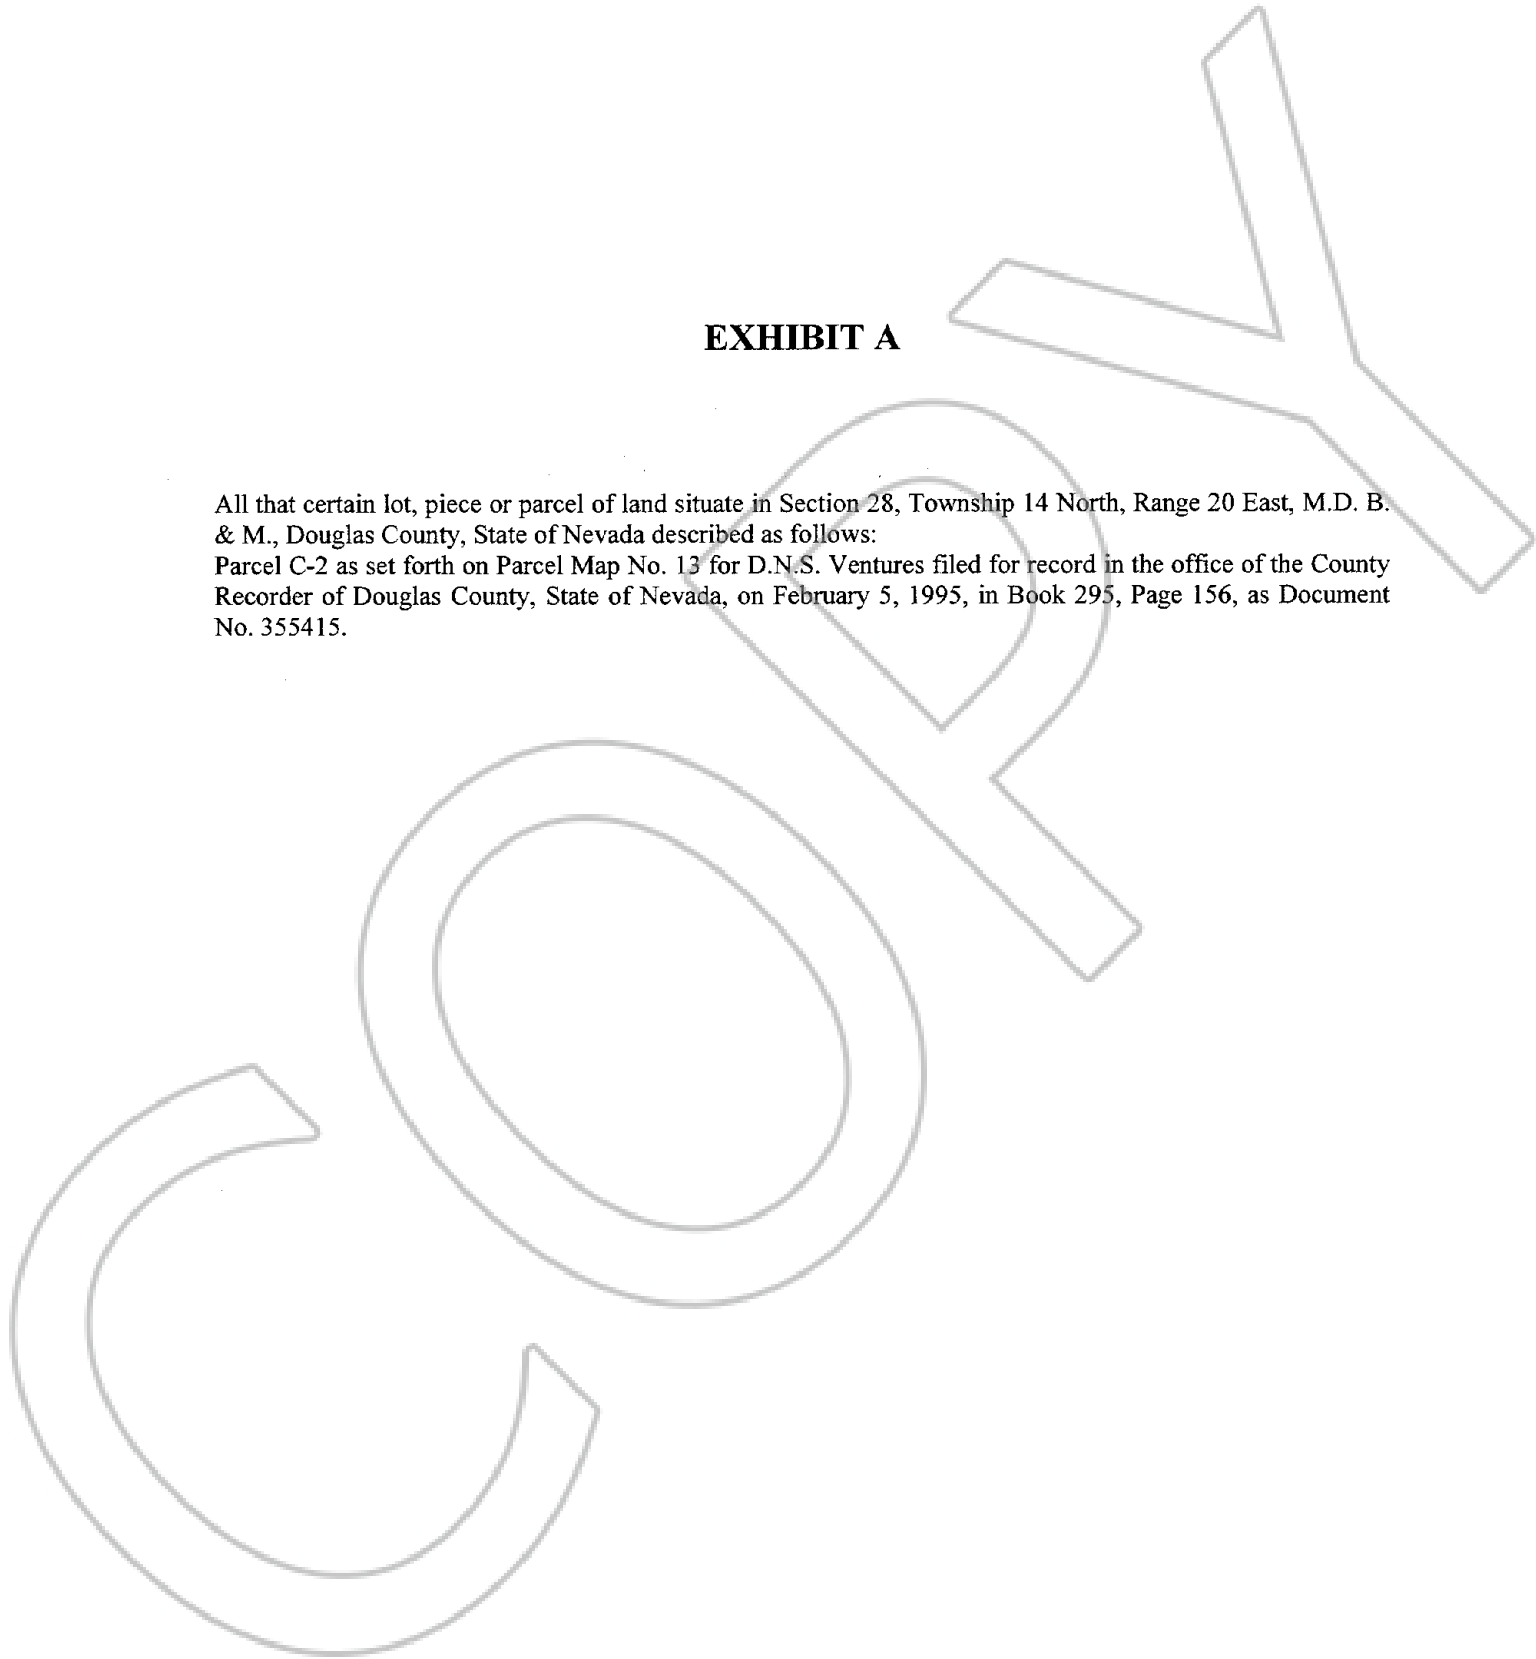 EXHIBIT A
All that certain lot, piece or parcel of land situate in Section 28, Township 14 North, Range 20 East, M.D. B.
& M., Douglas County, State of Nevada described as follows:
Parcel C-2 as set forth on Parcel Map No. 13 for D.N.S. Ventures filed for record in the office of the County
Recorder of Douglas County, State of Nevada, on February 5, 1995, in Book 295, Page 156, as Document
No. 355415.
COPY